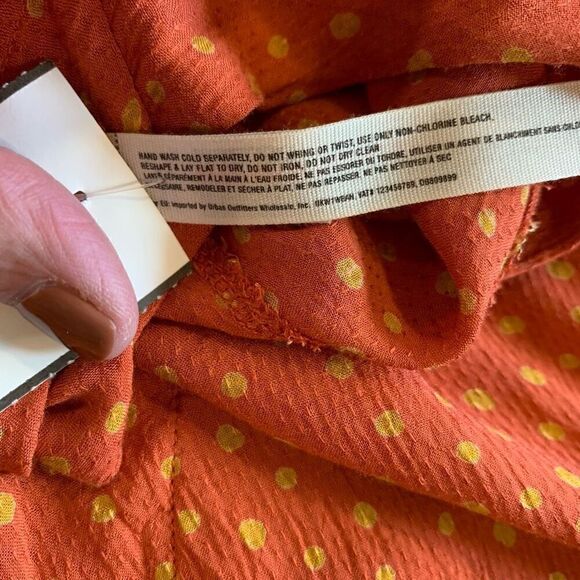 HAND WASH COLD SEPARATELY, DO NOT WRING OR TWIST, USE ONLY NON-CHLORINE BLEACH,
RESHAPE & LAY FLAT TO DRY, DO NOT IRON, DO NOT DRY CLEAN
SÉPARÉMENT À LA MAIN À L'EAU FROIDE, NE PAS ESSORER OU TORDRE, UTILISER UN AGENT DE BLANCHIMENT SANS
REMODELER ET SÉCHER À PLAT, NE PAS REPASSER, NE PAS NETTOYER À SEC
EU: Imported by Urban Outfitters Wholesale, Inc. VAT# 123456789,